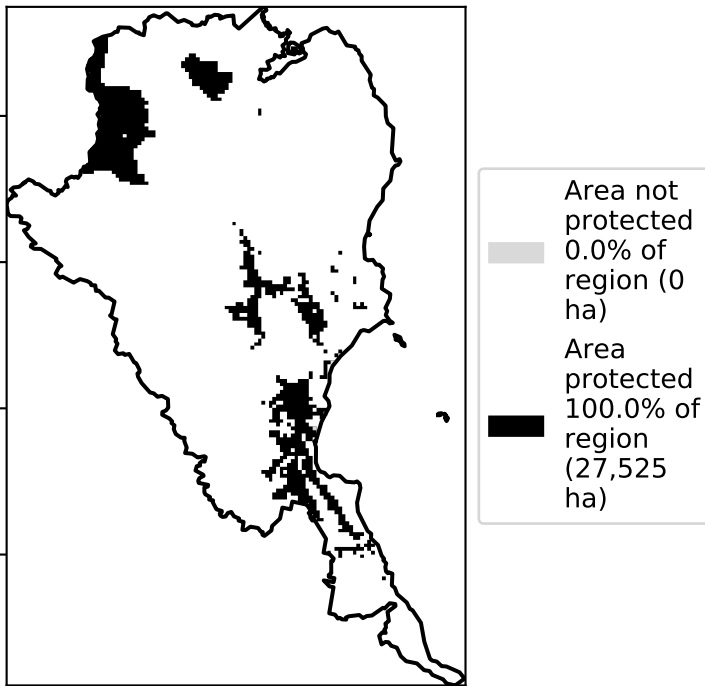 Area not
protected
0.0% of
region (0
ha)
Area
protected
100.0% of
region
(27,525
ha)